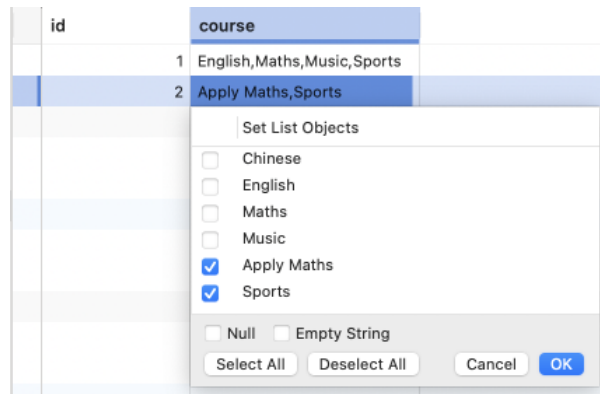 id course
1 English,Maths,Music,Sports
2 Apply Maths,Sports
Set List Objects
Chinese
English
Maths
Music
Apply Maths
Sports
Null Empty String
Select All Deselect All Cancel OK